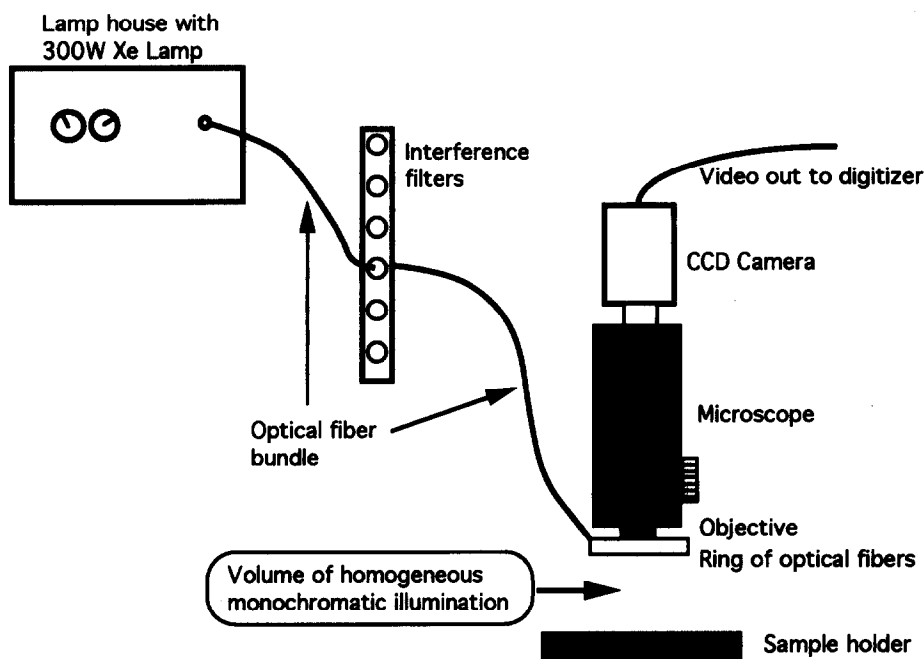 Lamp house with
300W Xe Lamp
Interference
filters
Video out to digitizer
CCD Camera
Optical fiber
bundle
Microscope
Objective
Ring of optical fibers
Volume of homogeneous
monochromatic illumination
Sample holder